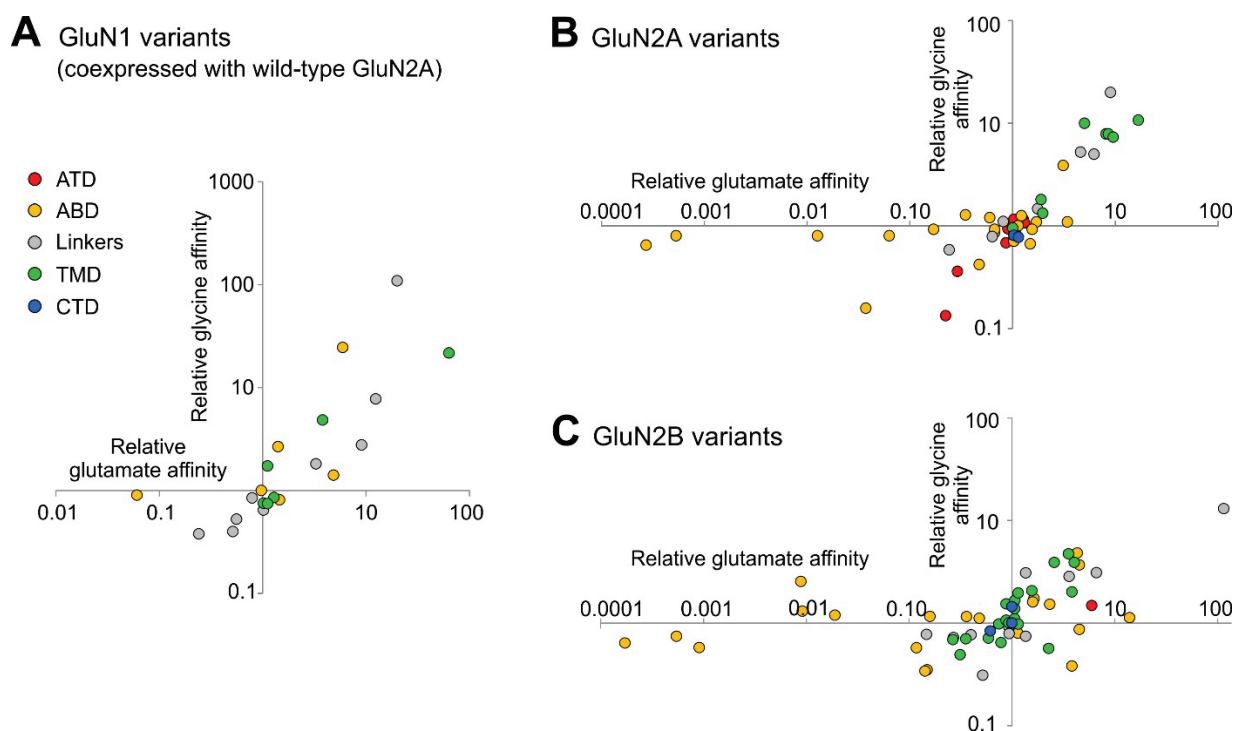 A GluN1 variants
(coexpressed with wild-type GluN2A)
ATD
ABD
Linkers
TMD
CTD
Relative glycine affinity
1000
100
10
0.1
Relative
glutamate affinity
0.01
0.1
10
100
B GluN2A variants
Relative glycine
affinity
100
10
0.1
Relative glutamate affinity
0.0001
0.001
0.01
0.10
10
100
C GluN2B variants
Relative glycine
affinity
100
10
0.1
Relative glutamate affinity
0.0001
0.001
0.01
0.10
10
100